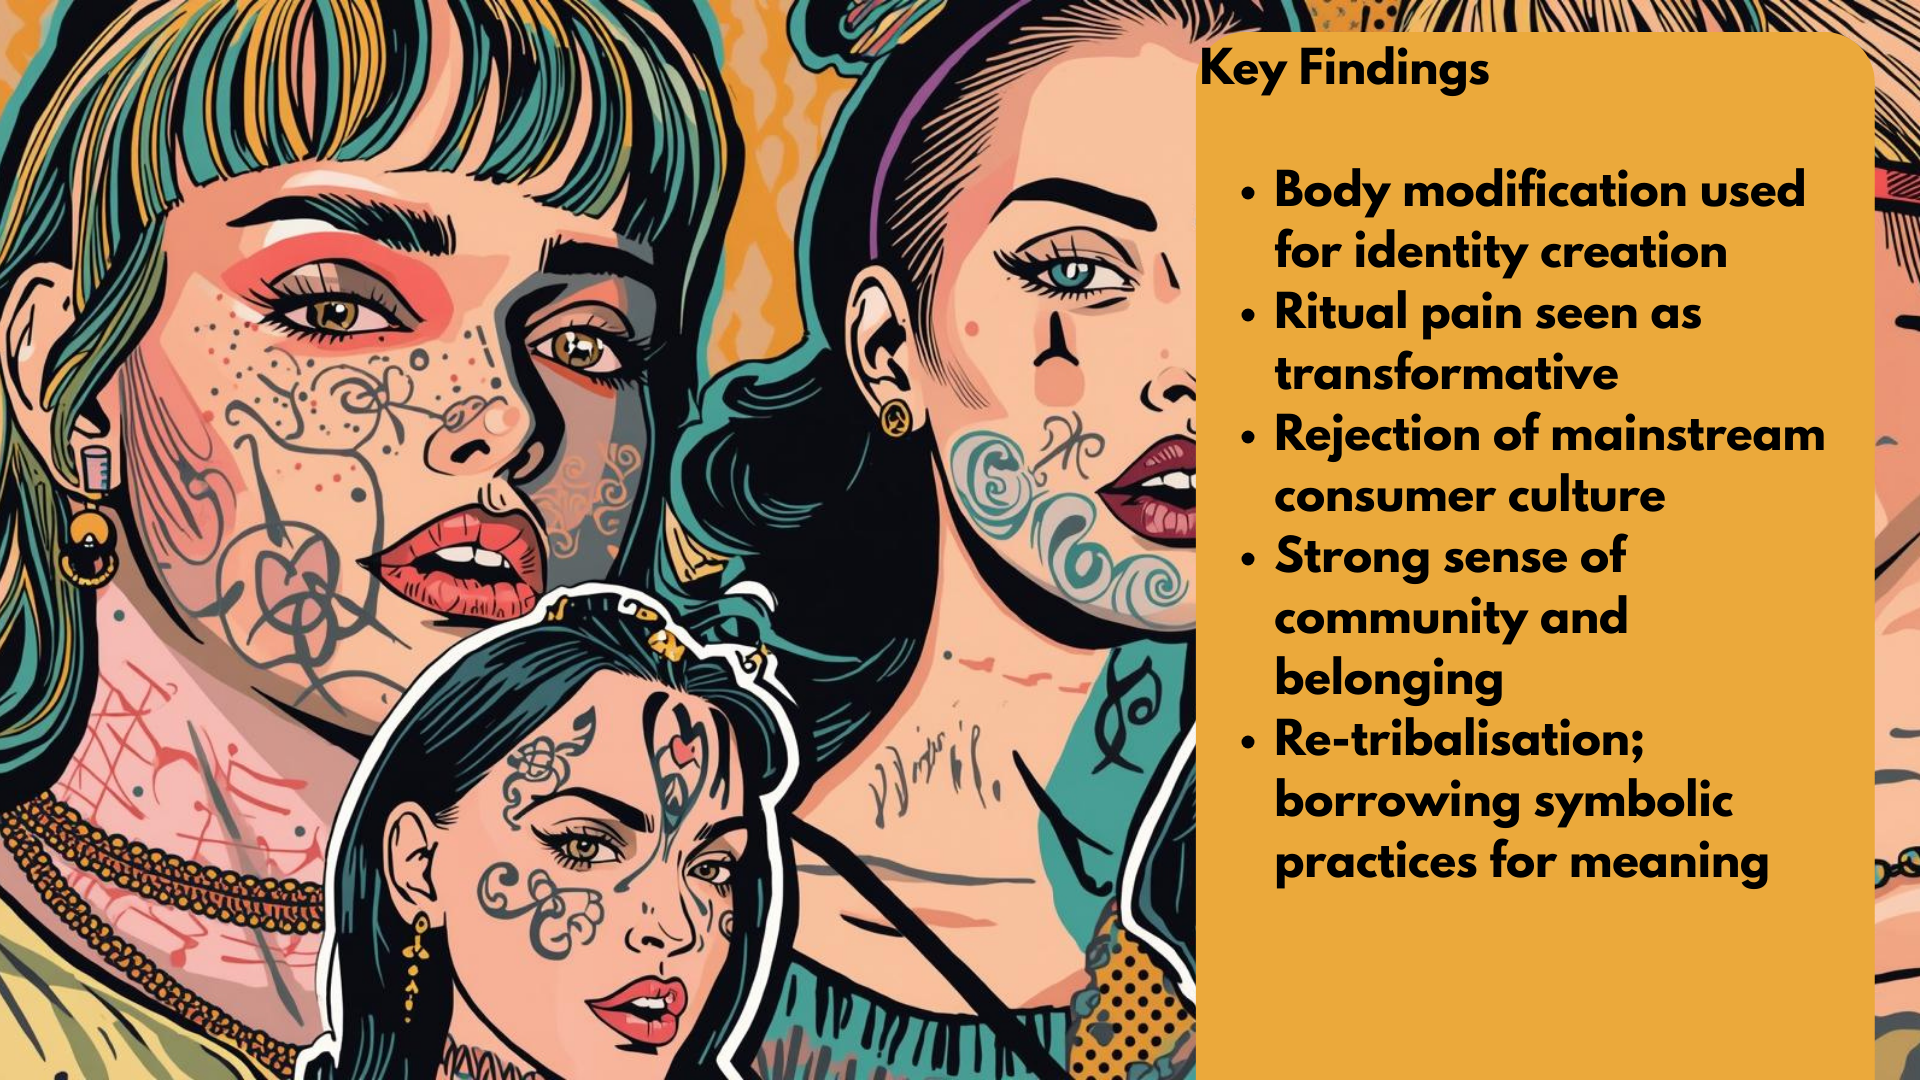 Key Findings
• Body modification used
for identity creation
• Ritual pain seen as
transformative
• Rejection of mainstream
consumer culture
• Strong sense of
community and
belonging
• Re-tribalisation;
borrowing symbolic
practices for meaning